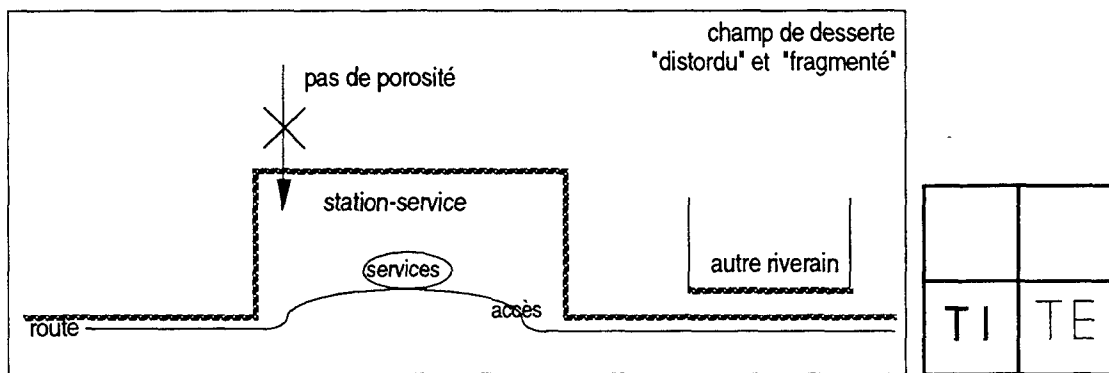 champ de desserte
"distordu" et "fragmenté"
pas de porosité
station-service
services
autre riverain
accès
route
TI TE